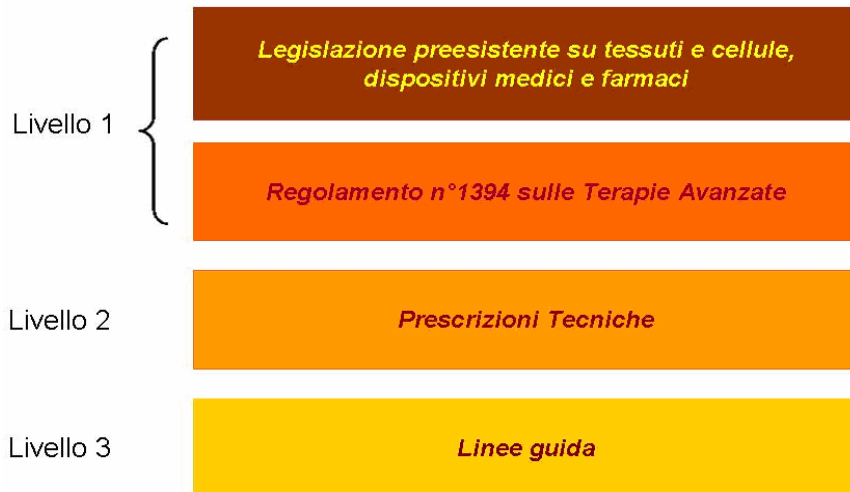 Legislazione preesistente su tessuti e cellule,
dispositivi medici e farmaci
Livello 1
Regolamento n°1394 sulle Terapie Avanzate
Livello 2
Prescrizioni Tecniche
Livello 3
Linee guida